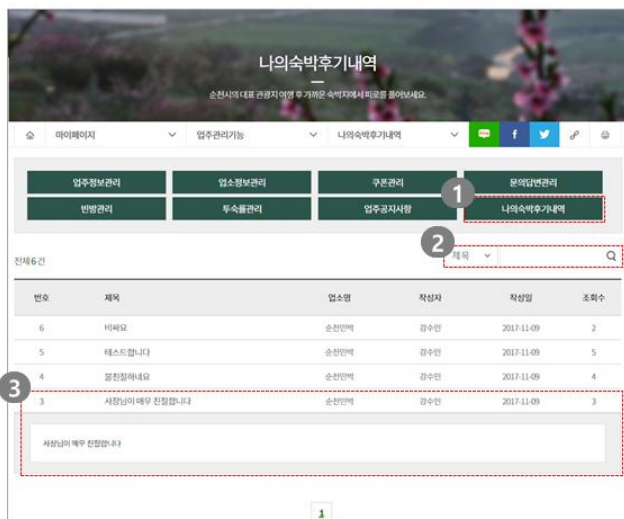 나의숙박후기내역
순천시의 대표 관광지 여행 후 가까운 숙박지에서 피로를 풀어보세요.
마이페이지 업주관리기능 나의숙박후기내역 f
업주정보관리 업소정보관리 쿠폰관리 문의답변관리
1
빈방관리 투숙률관리 업주공지사항 나의숙박후기내역
2
전체6건 제목
번호 제목 업소명 작성자 작성일 조회수
6 비싸요 순천민박 강수민 2017-11-09 2
5 테스트합니다 순천민박 강수민 2017-11-09 5
4 불친절하네요 순천민박 강수민 2017-11-09 4
3
3 사장님이 매우 친절합니다 순천민박 강수민 2017-11-09 3
사장님이 매우 친절합니다
1